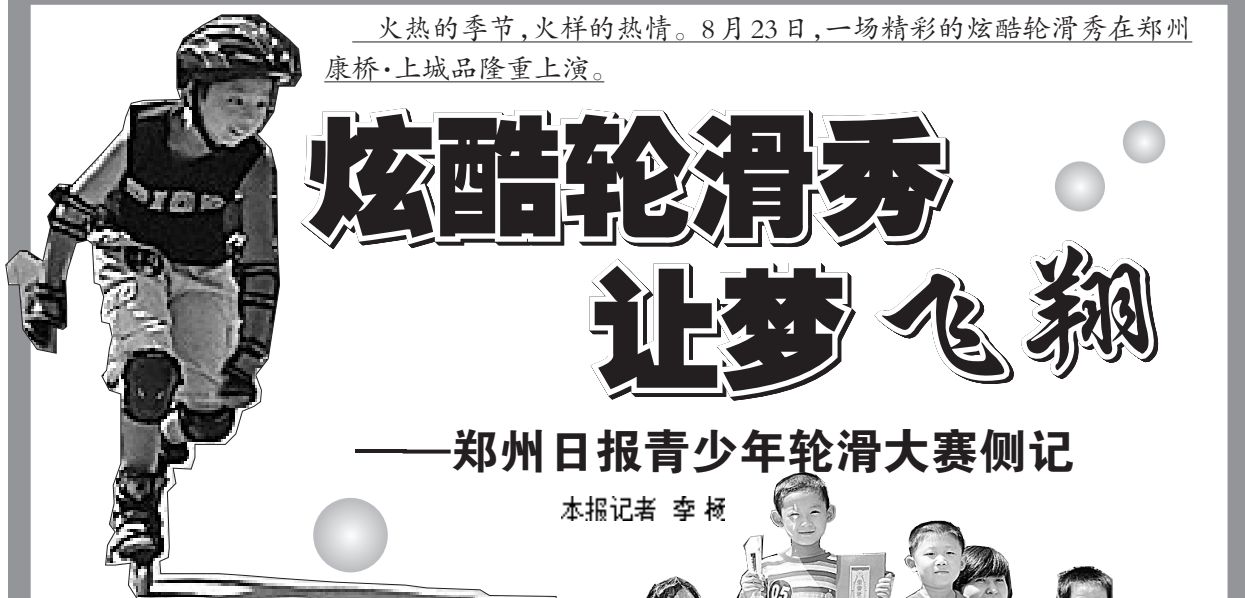 火热的季节，火样的热情。8月23日，一场精彩的炫酷轮滑秀在郑州
康桥·上城品隆重上演。
炫酷轮滑秀
让梦飞翔
——郑州日报青少年轮滑大赛侧记
本报记者 李杨